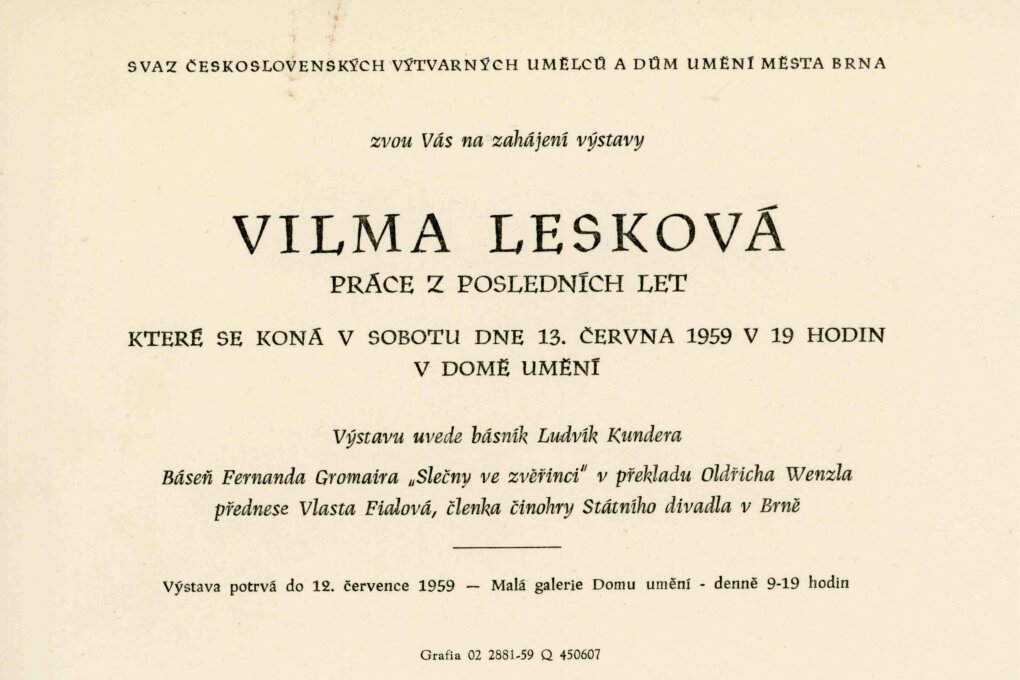 SVAZ ČESKOSLOVENSKÝCH VÝTVARNÝCH UMĚLCŮ A DŮM UMĚNÍ MĚSTA BRNA
zvou Vás na zahájení výstavy
VILMA LESKOVÁ
PRÁCE Z POSLEDNÍCH LET
KTERÉ SE KONÁ V SOBOTU DNE 13. ČERVNA 1959 V 19 HODIN
V DOMĚ UMĚNÍ
Výstavu uvede básník Ludvík Kundera
Báseň Fernanda Gromaira „Slečny ve zvěřinci" v překladu Oldřicha Wenzla
přednese Vlasta Fialová, členka činohry Státního divadla v Brně
Výstava potrvá do 12. července 1959 — Malá galerie Domu umění - denně 9-19 hodin
Grafia 02 2881-59 Q 450607